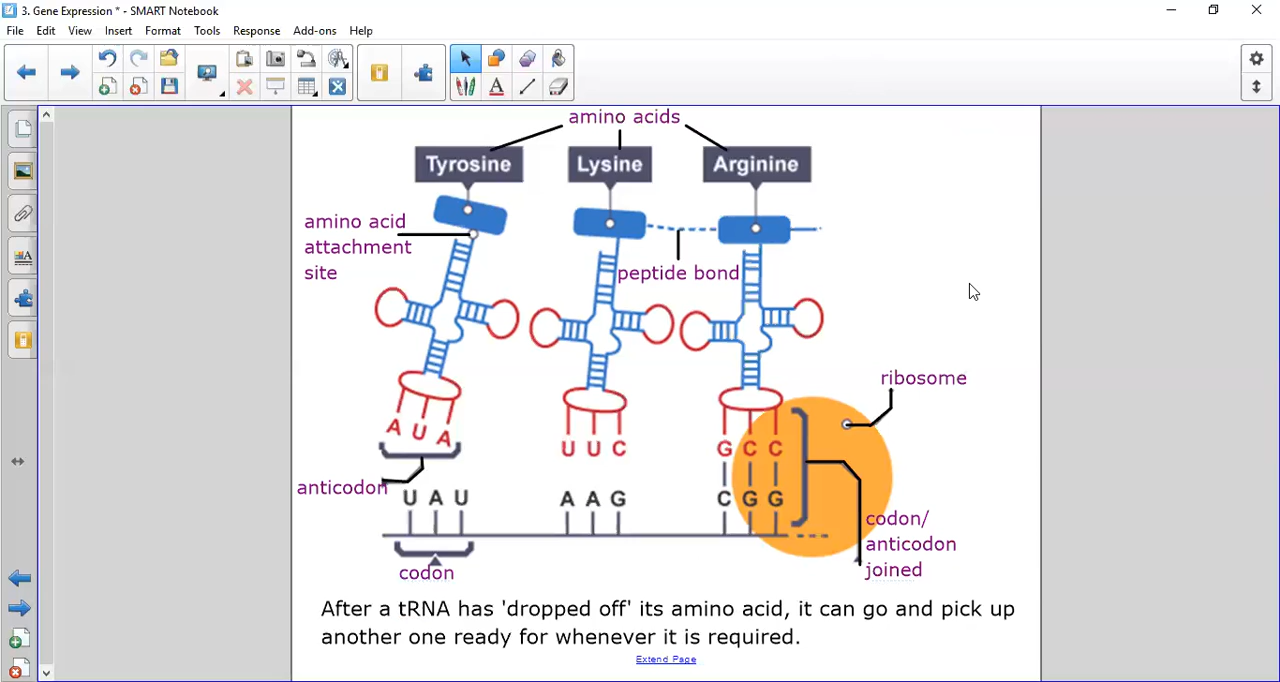 3. Gene Expression * - SMART Notebook
File Edit View Insert Format Tools Response Add-ons Help
amino acids
Tyrosine Lysine Arginine
amino acid
attachment
site
peptide bond
ribosome
A U A
U U C
G C C
anticodon
U A U
A A G
C G G
codon/
anticodon
joined
codon
After a tRNA has 'dropped off' its amino acid, it can go and pick up
another one ready for whenever it is required.
Extend Page